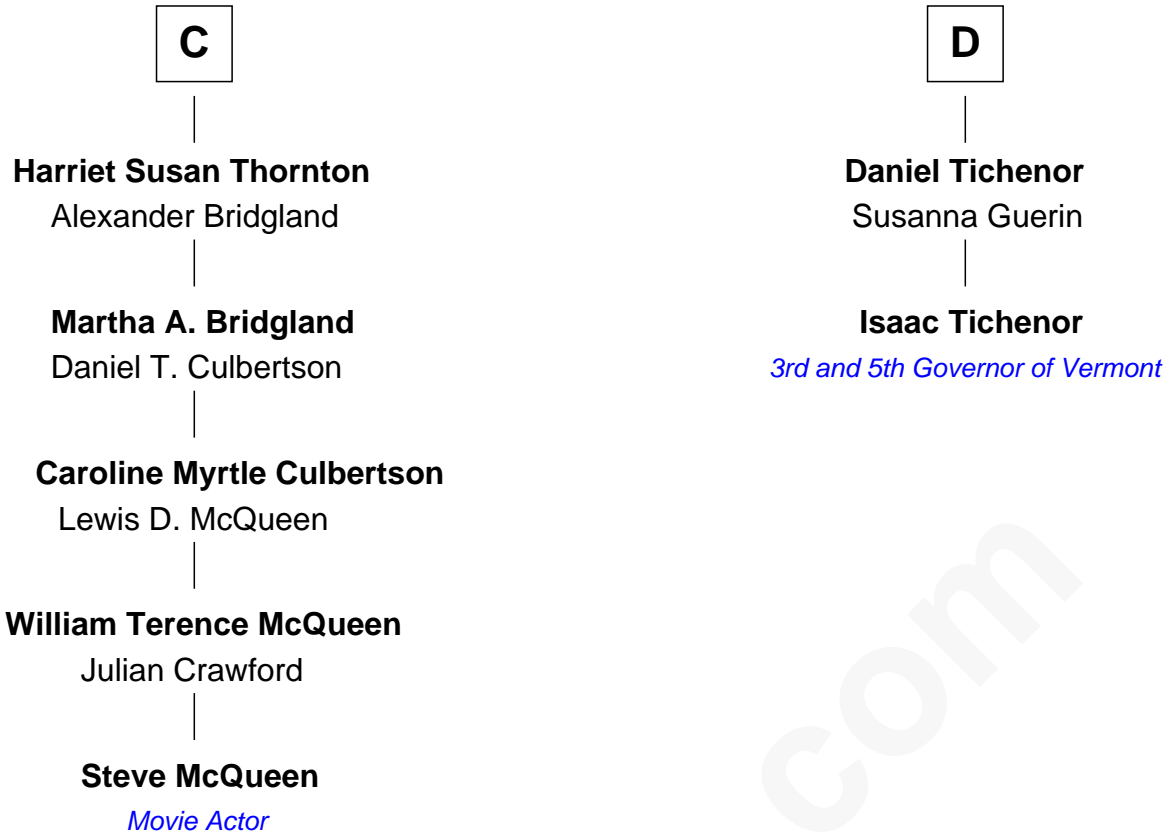 C
Harriet Susan Thornton
Alexander Bridgland
Martha A. Bridgland
Daniel T. Culbertson
Caroline Myrtle Culbertson
Lewis D. McQueen
William Terence McQueen
Julian Crawford
Steve McQueen
Movie Actor
D
Daniel Tichenor
Susanna Guerin
Isaac Tichenor
3rd and 5th Governor of Vermont
com